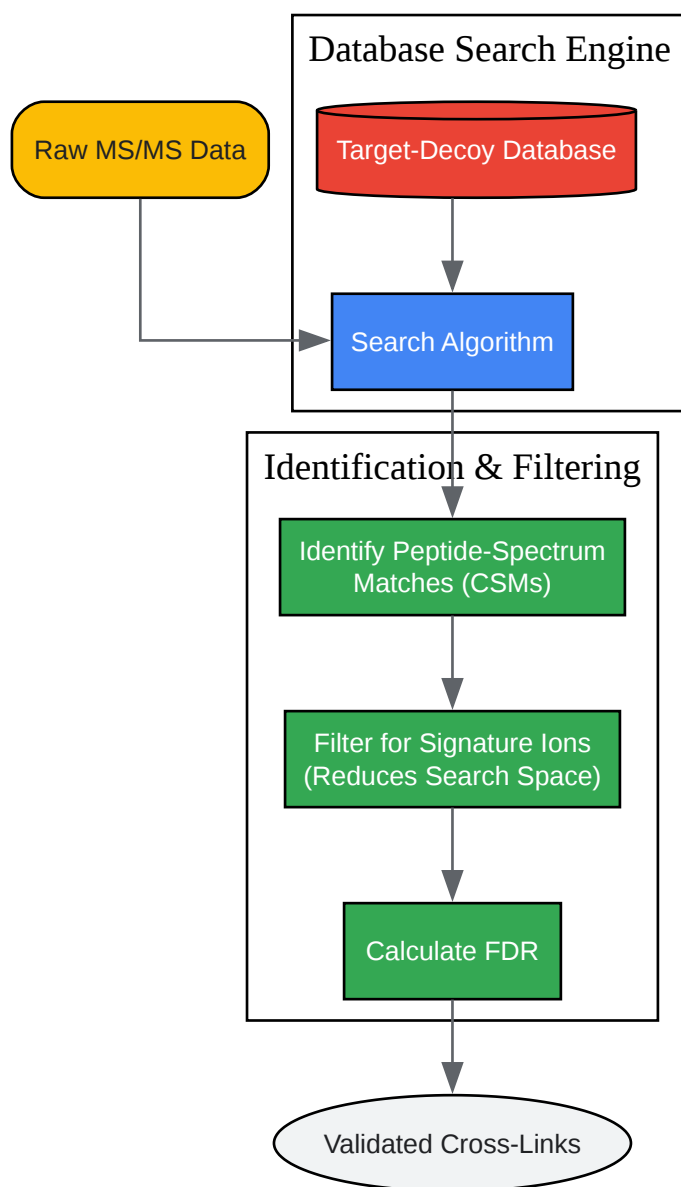 Database Search Engine
Raw MS/MS Data
Target-Decoy Database
Search Algorithm
Identification & Filtering
Identify Peptide-Spectrum
Matches (CSMs)
Filter for Signature Ions
(Reduces Search Space)
Calculate FDR
Validated Cross-Links